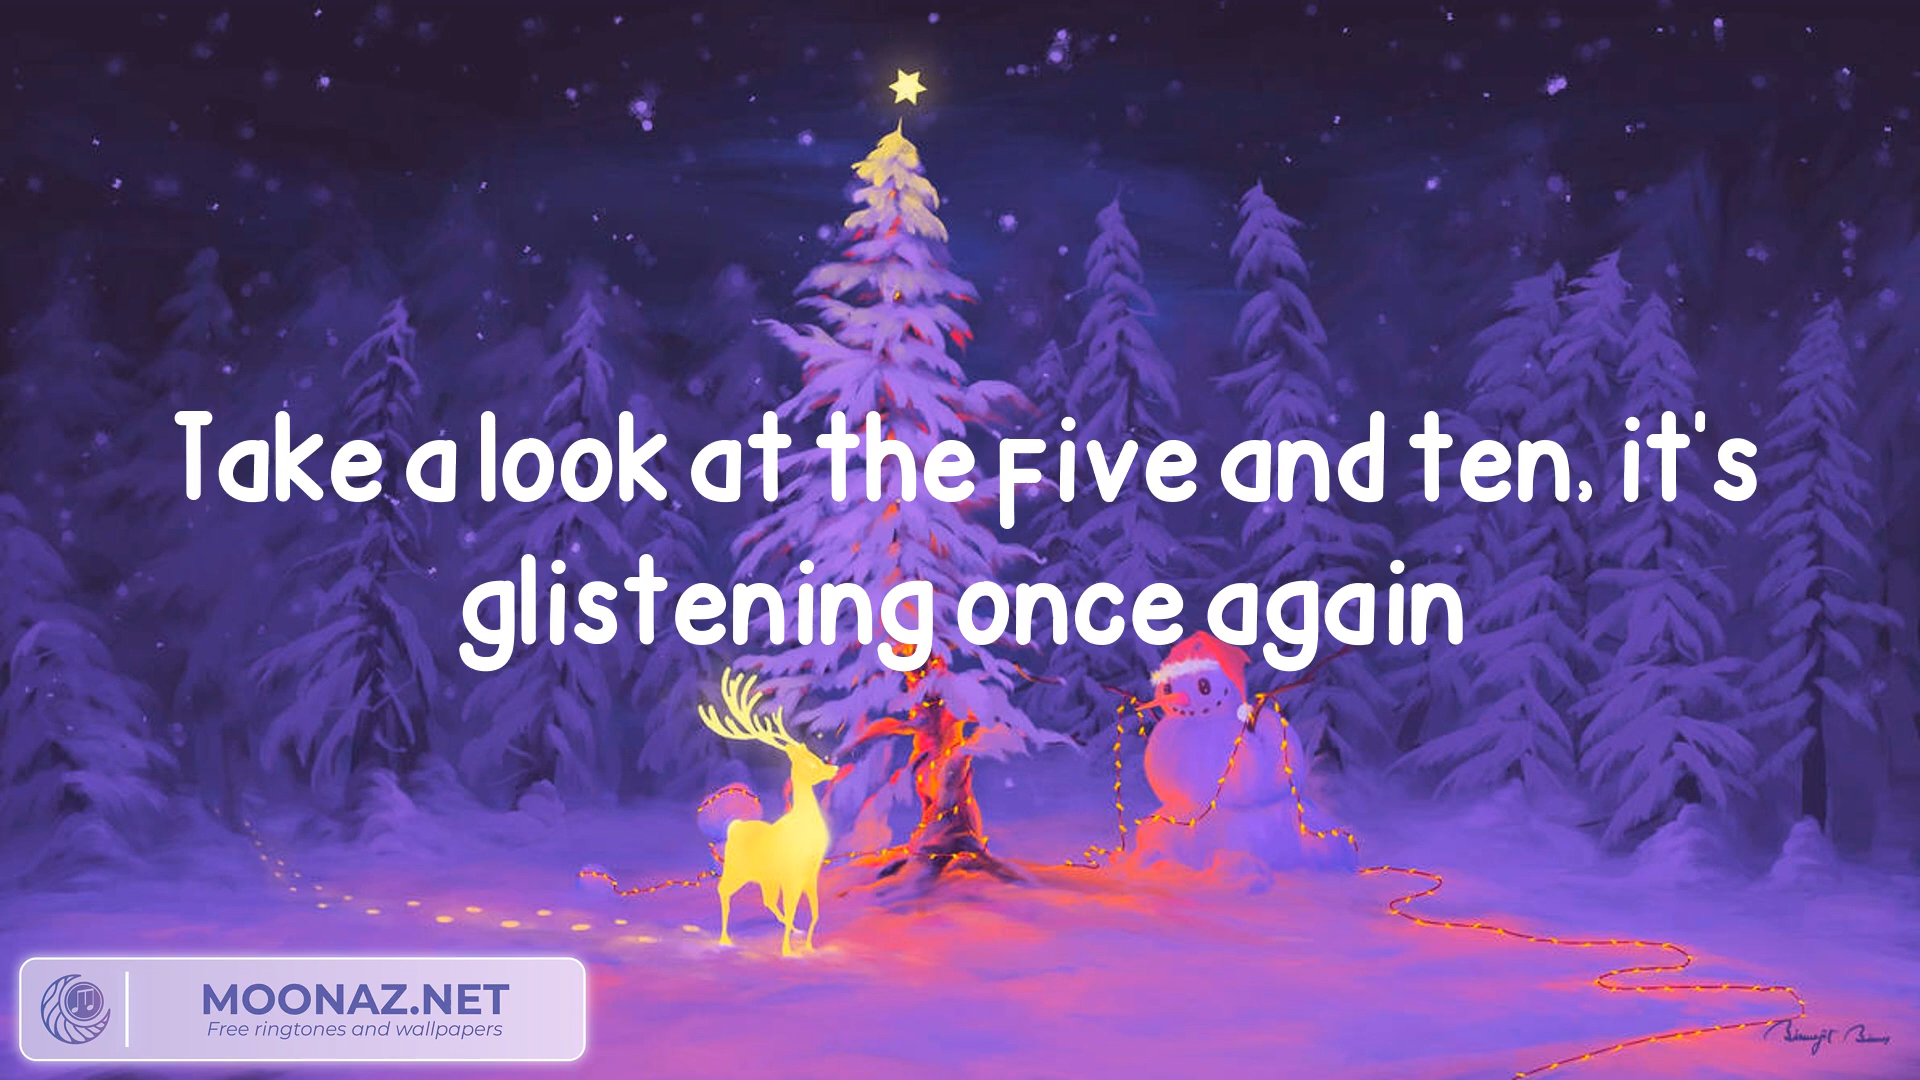 Take a look at the Five and ten, it's
glistening once again
MOONAZ.NET
Free ringtones and wallpapers